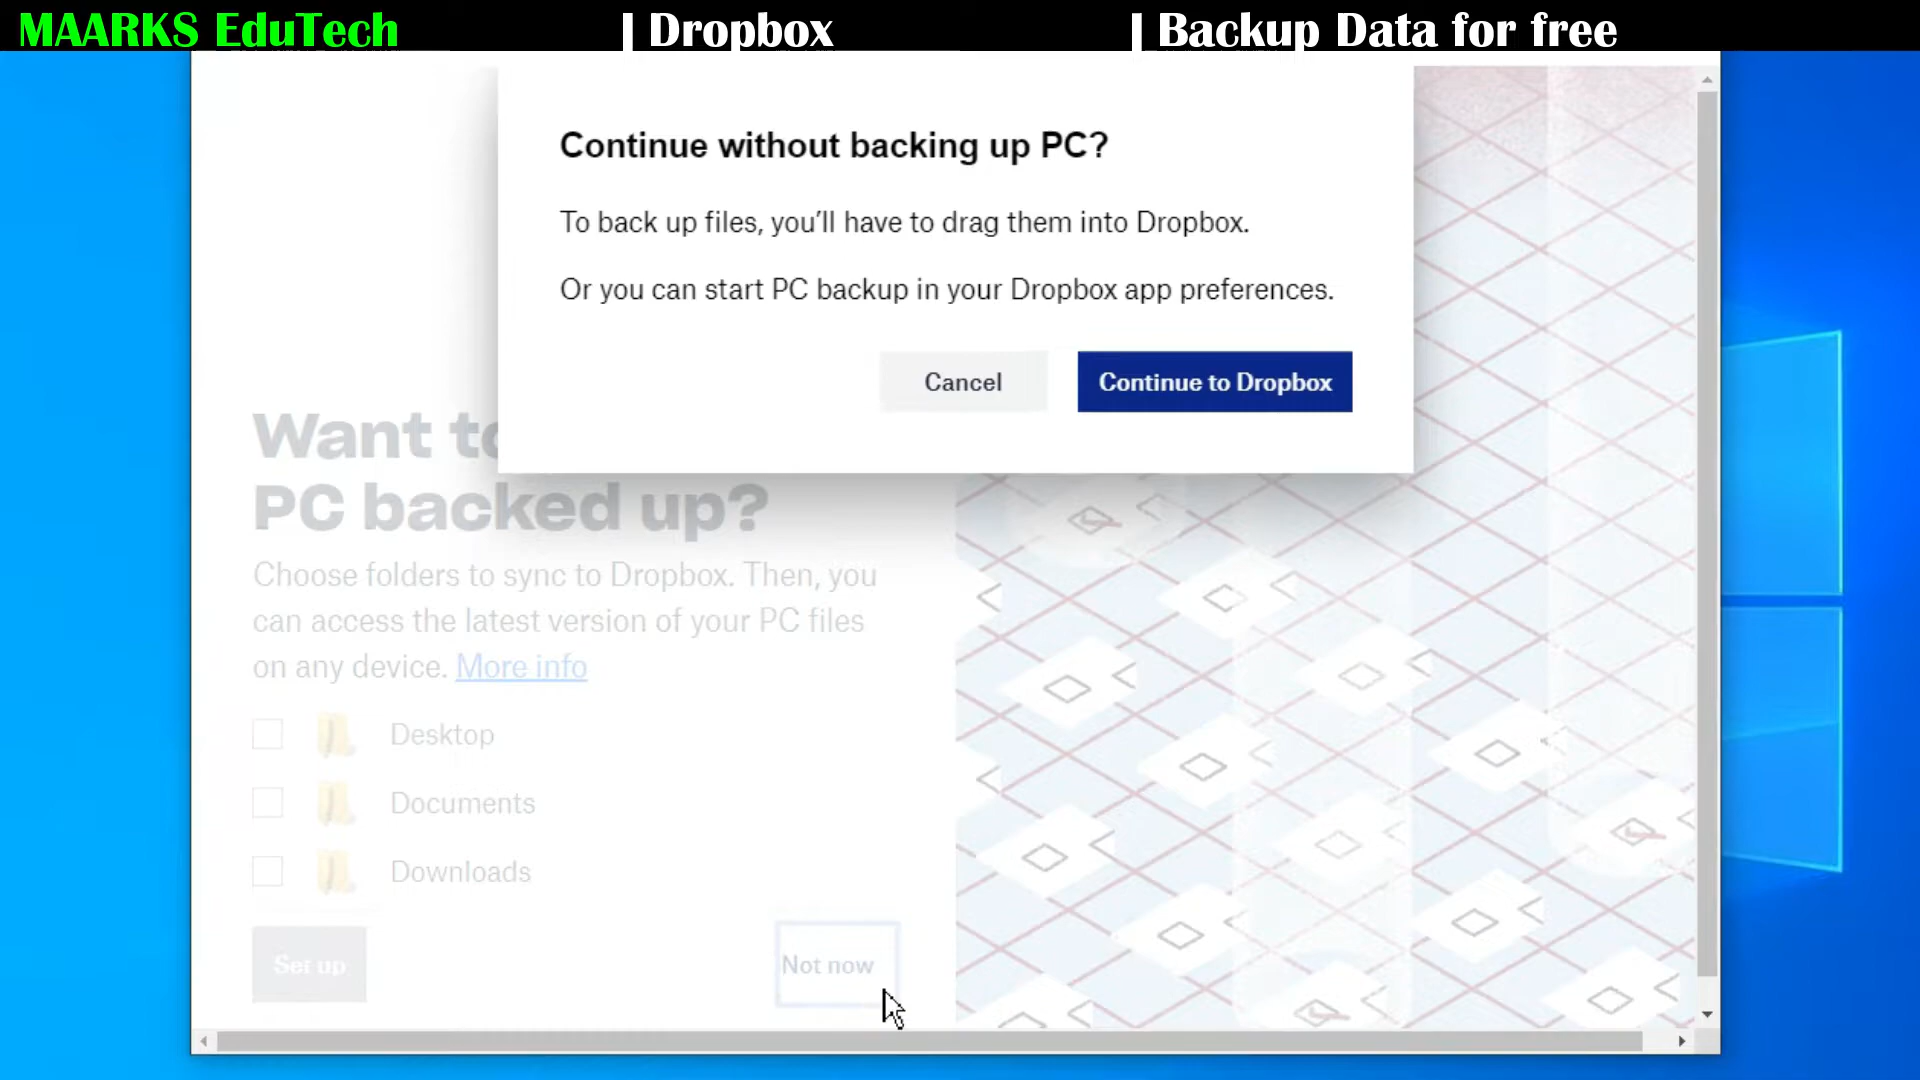 MAARKS EduTech | Dropbox | Backup Data for free
Continue without backing up PC?
To back up files, you'll have to drag them into Dropbox.
Or you can start PC backup in your Dropbox app preferences.
Cancel Continue to Dropbox
Want to
PC backed up?
Choose folders to sync to Dropbox. Then, you
can access the latest version of your PC files
on any device. More info
Desktop
Documents
Downloads
Set up Not now